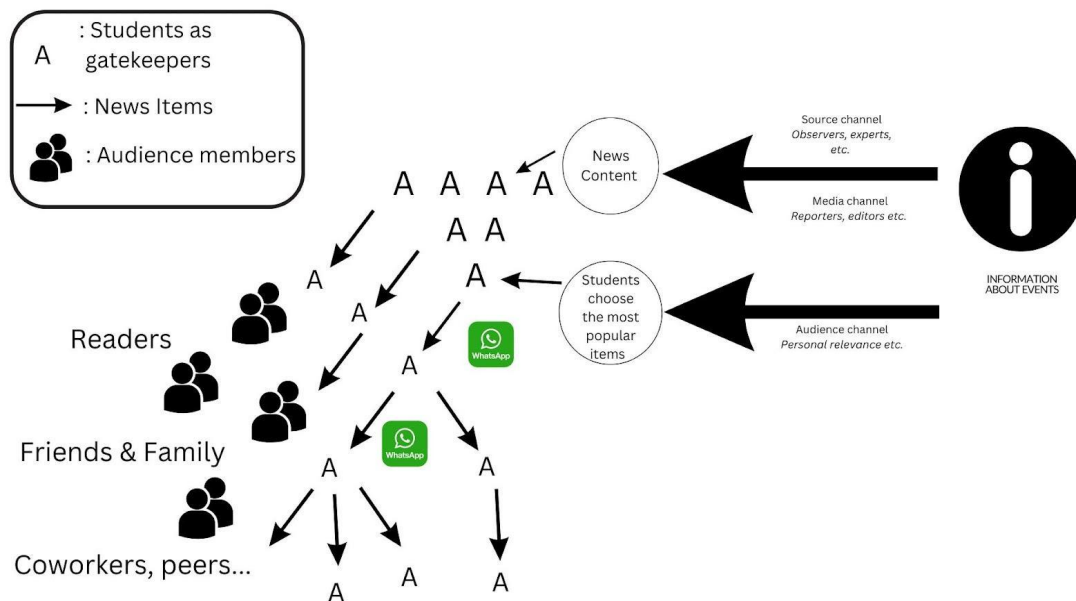 A
: Students as
gatekeepers
: News Items
: Audience members
Source channel
Observers, experts,
etc.
News
Content
Media channel
Reporters, editors etc.
INFORMATION
ABOUT EVENTS
A A A A
A A
A
Students
choose
the most
popular
items
Audience channel
Personal relevance etc.
A
A
Readers
WhatsApp
A
Friends & Family
WhatsApp
A
A
Coworkers, peers...
A
A
A